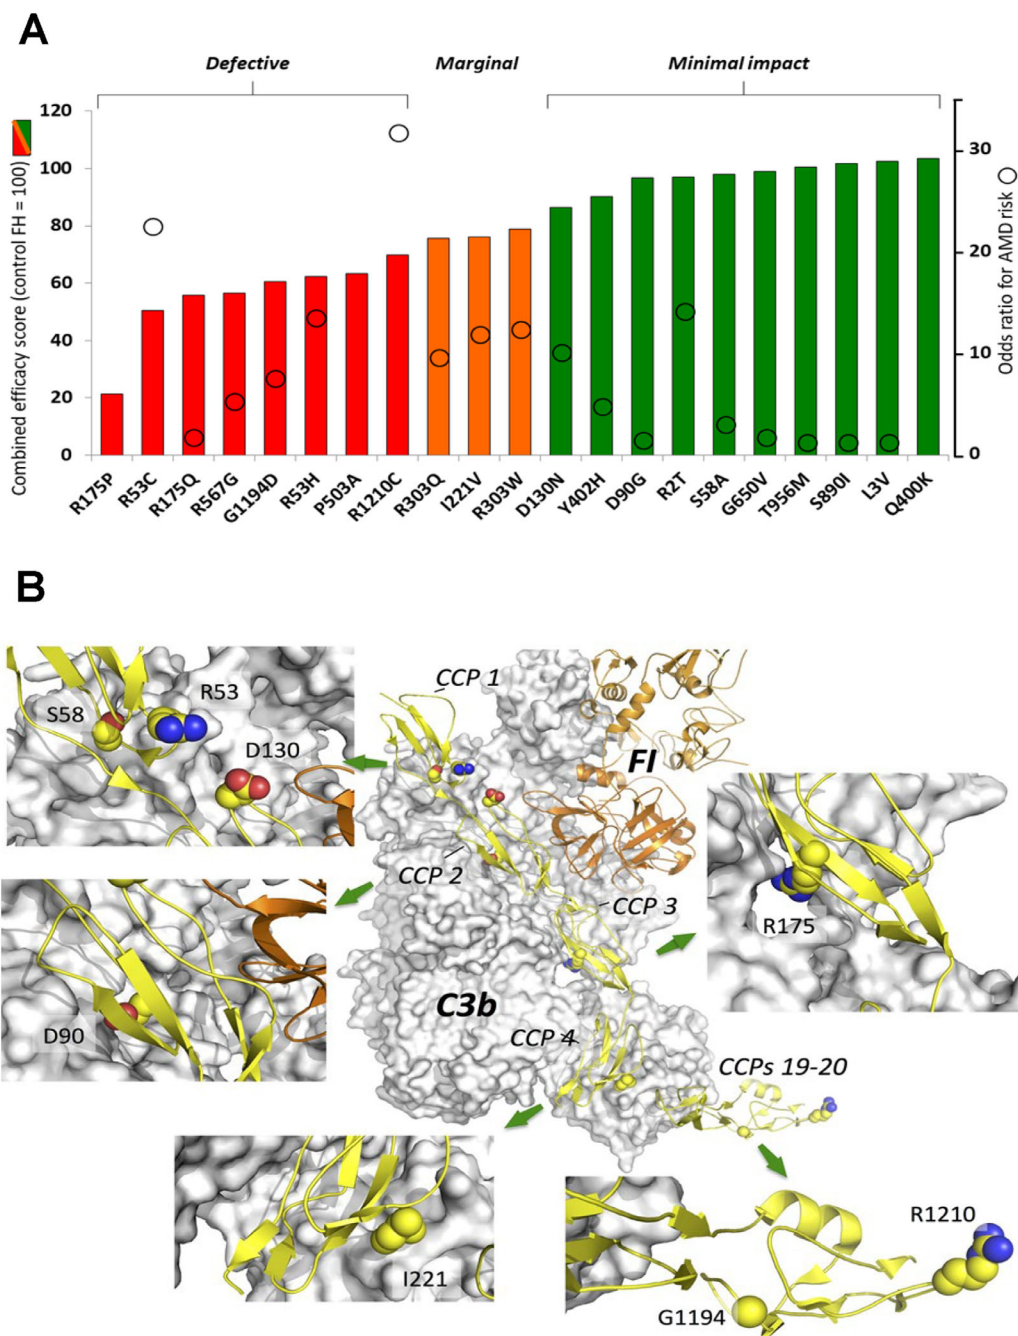 A
Defective Marginal Minimal impact
Combined efficacy score (control FH = 100)
120
100
80
60
40
20
0
30
20
10
0
Odds ratio for AMD risk
R175P R53C R175Q R567G G1194D R53H P503A R1210C R303Q I221V R303W D130N Y402H D90G R2T S58A G650V T956M S890I L3V Q400K
B
CCP 1
S58
R53
D130
FI
CCP 2
CCP 3
R175
C3b
D90
CCP 4
CCPs 19-20
I221
R1210
G1194